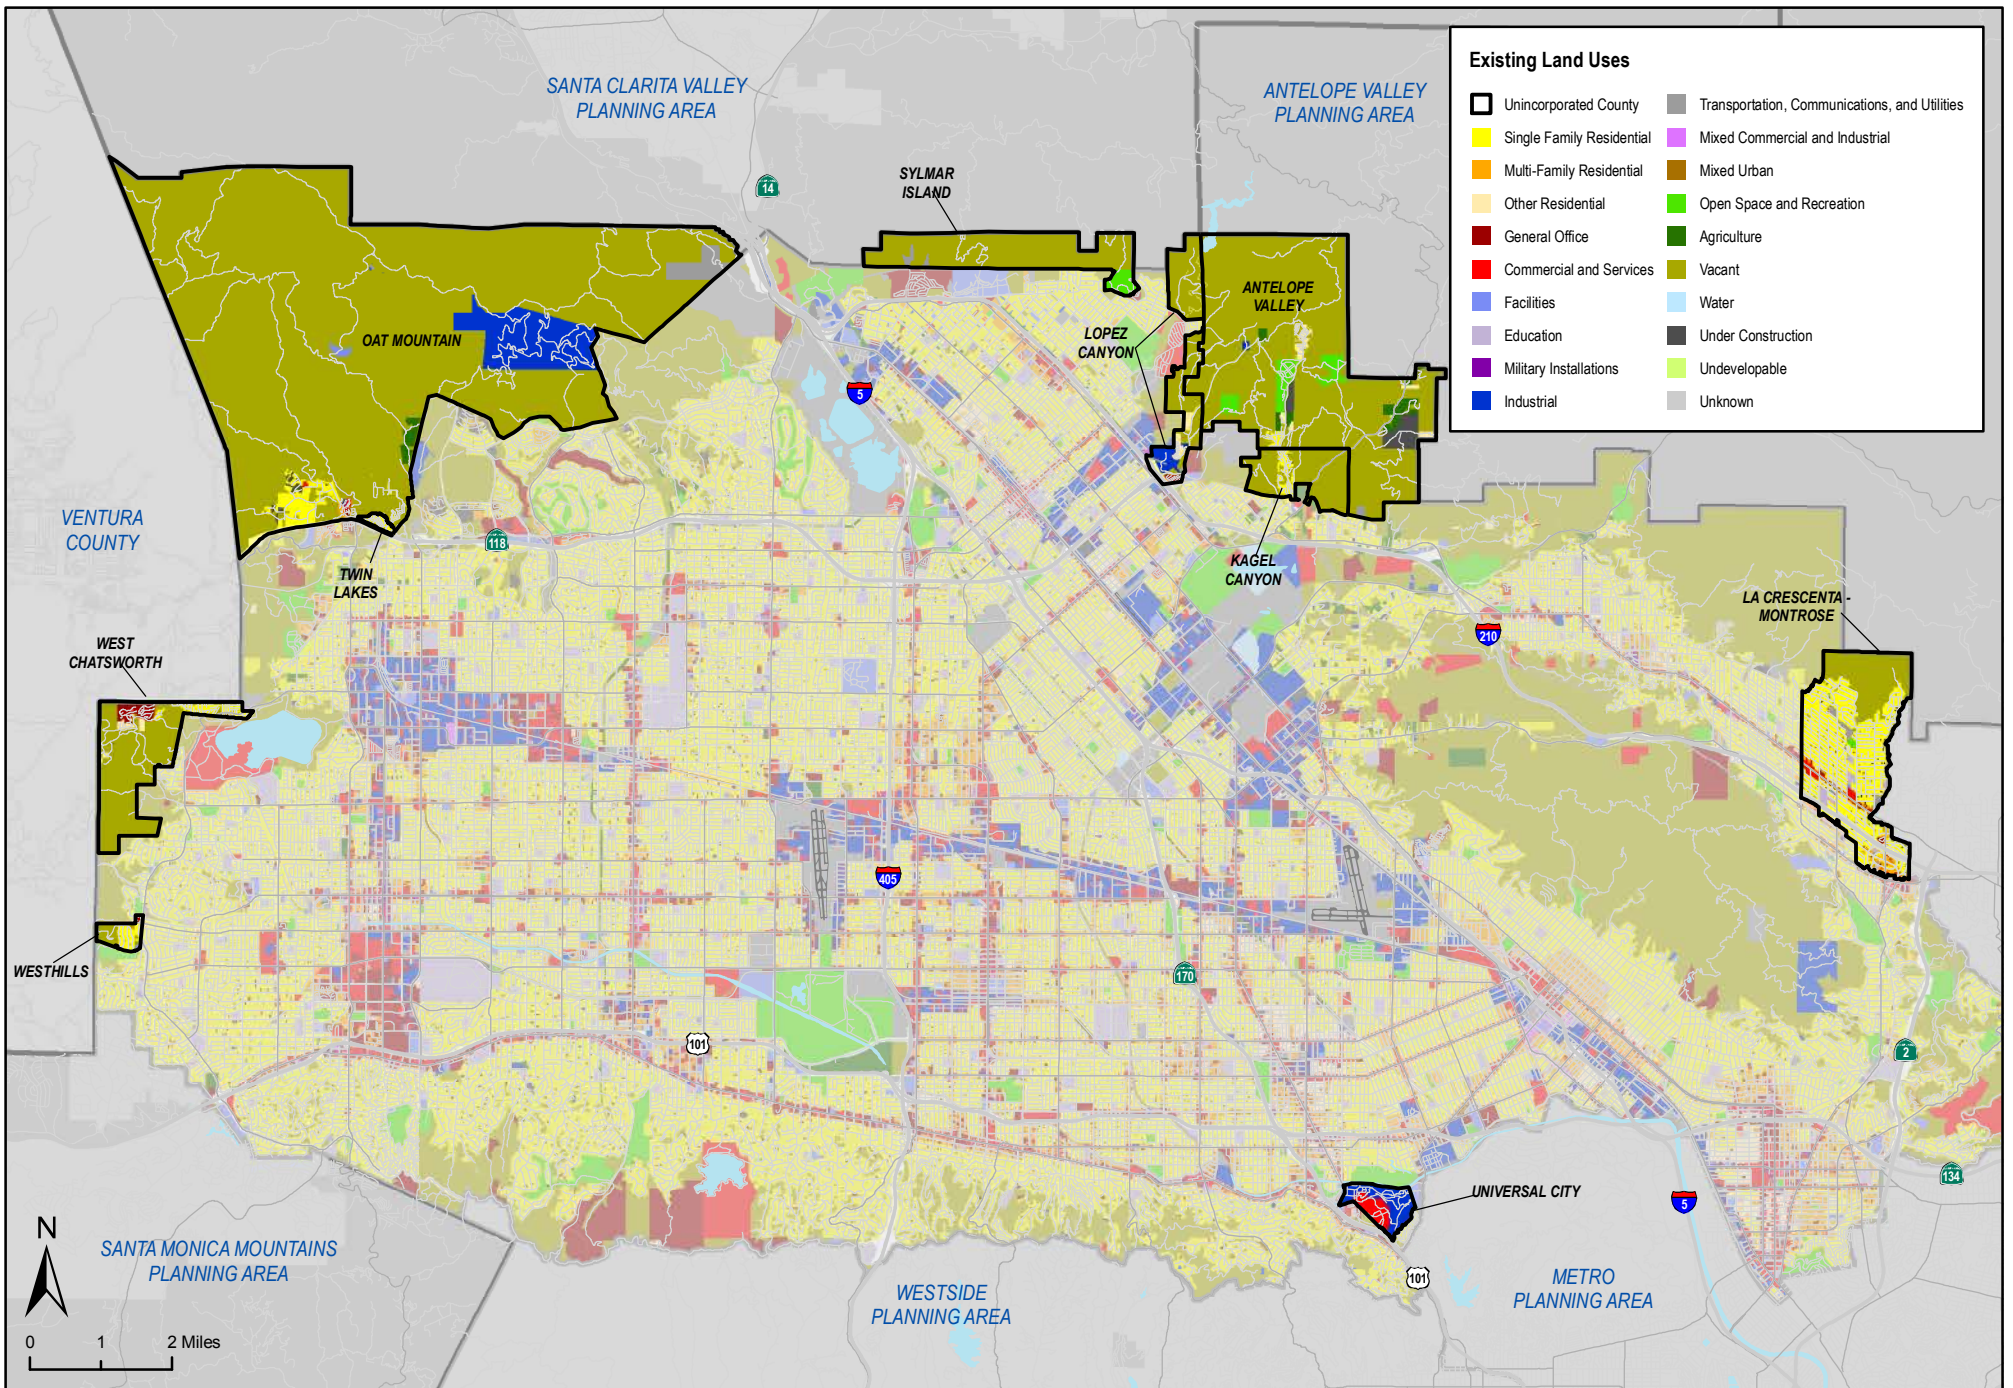 SANTA CLARITA VALLEY
PLANNING AREA
ANTELOPE VALLEY
PLANNING AREA
Existing Land Uses
Unincorporated County
Single Family Residential
Multi-Family Residential
Other Residential
General Office
Commercial and Services
Facilities
Education
Military Installations
Industrial
Transportation, Communications, and Utilities
Mixed Commercial and Industrial
Mixed Urban
Open Space and Recreation
Agriculture
Vacant
Water
Under Construction
Undevelopable
Unknown
14
SYLMAR
ISLAND
ANTELOPE
VALLEY
OAT MOUNTAIN
LOPEZ
CANYON
5
VENTURA
COUNTY
118
TWIN
LAKES
KAGEL
CANYON
LA CRESCENTA -
MONTROSE
210
WEST
CHATSWORTH
405
WESTHILLS
170
101
2
134
UNIVERSAL CITY
5
N
SANTA MONICA MOUNTAINS
PLANNING AREA
WESTSIDE
PLANNING AREA
101
METRO
PLANNING AREA
0 1 2 Miles